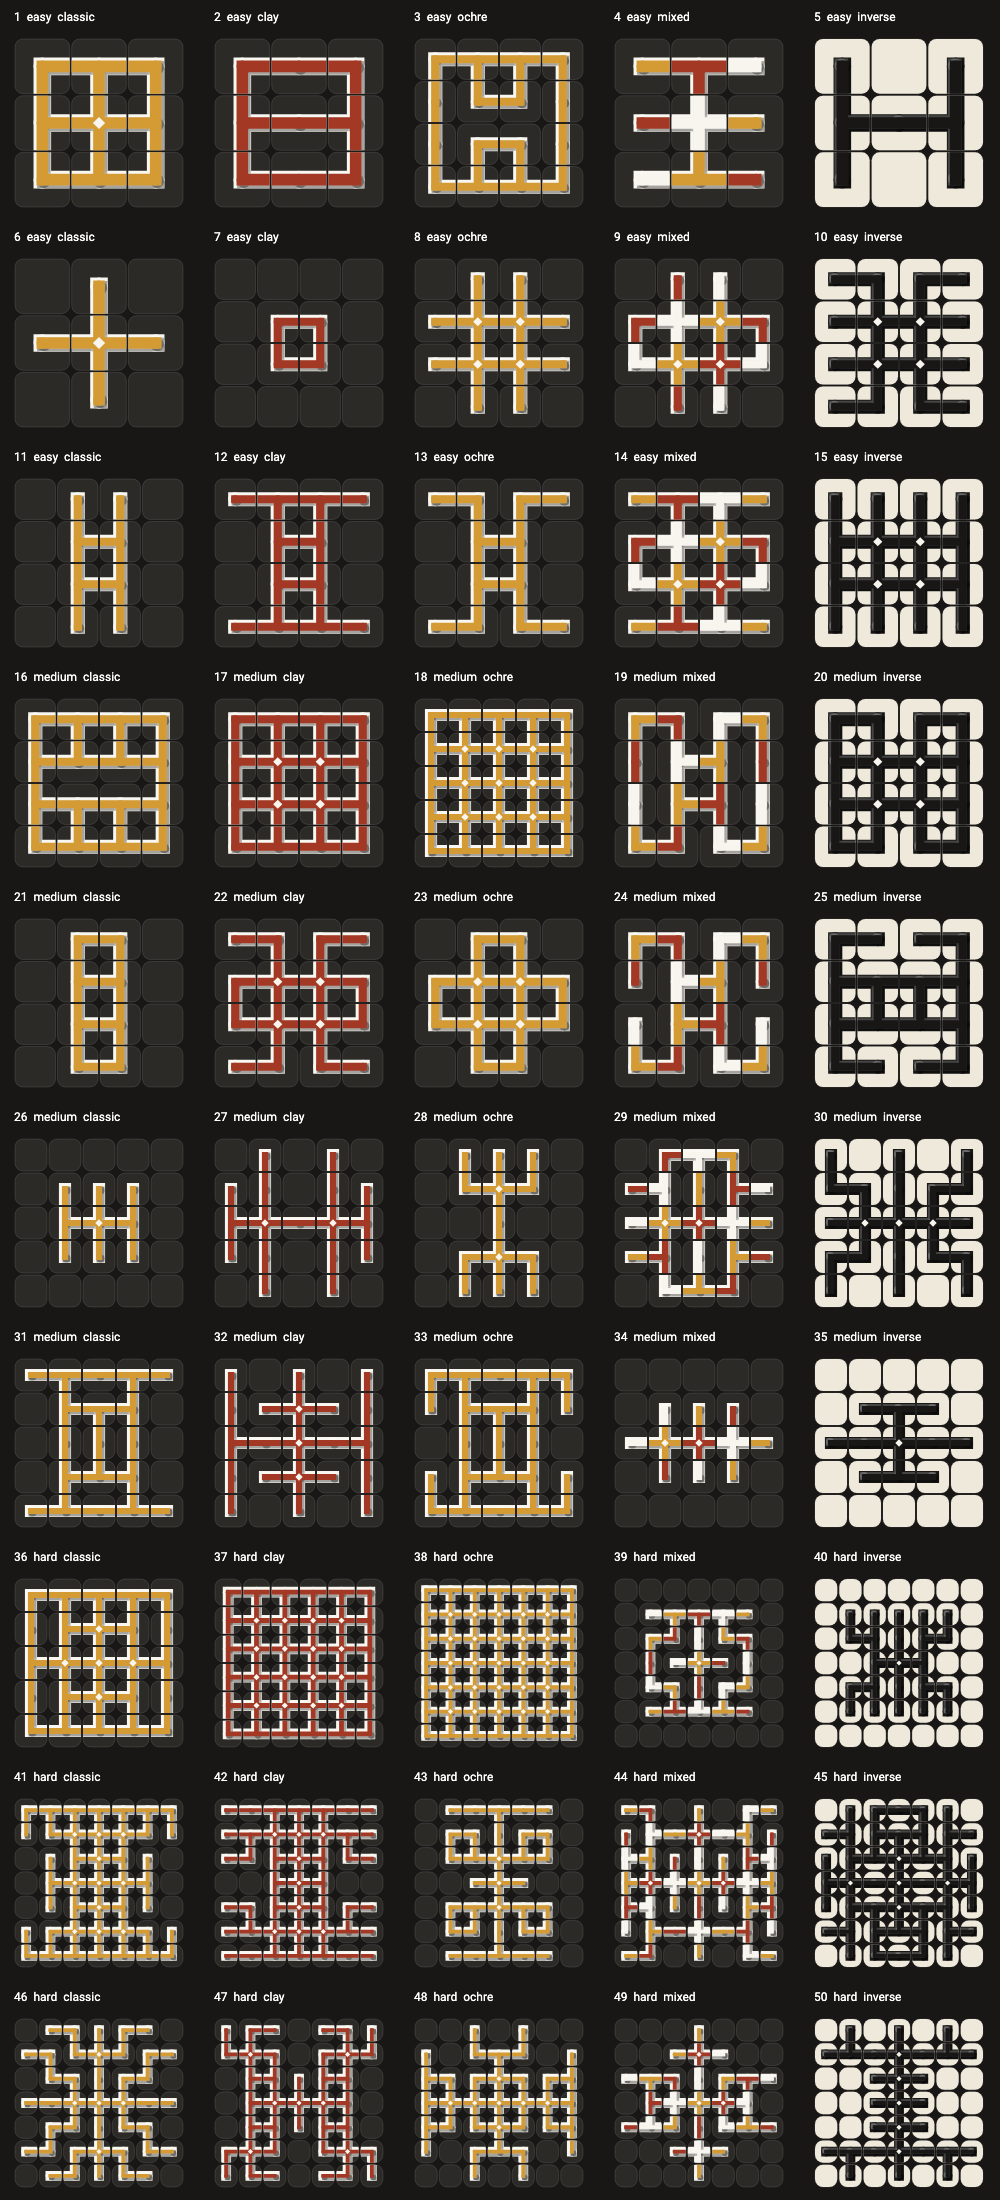 1 easy classic
2 easy clay
3 easy ochre
4 easy mixed
5 easy inverse
6 easy classic
7 easy clay
8 easy ochre
9 easy mixed
10 easy inverse
11 easy classic
12 easy clay
13 easy ochre
14 easy mixed
15 easy inverse
16 medium classic
17 medium clay
18 medium ochre
19 medium mixed
20 medium inverse
21 medium classic
22 medium clay
23 medium ochre
24 medium mixed
25 medium inverse
26 medium classic
27 medium clay
28 medium ochre
29 medium mixed
30 medium inverse
31 medium classic
32 medium clay
33 medium ochre
34 medium mixed
35 medium inverse
36 hard classic
37 hard clay
38 hard ochre
39 hard mixed
40 hard inverse
41 hard classic
42 hard clay
43 hard ochre
44 hard mixed
45 hard inverse
46 hard classic
47 hard clay
48 hard ochre
49 hard mixed
50 hard inverse